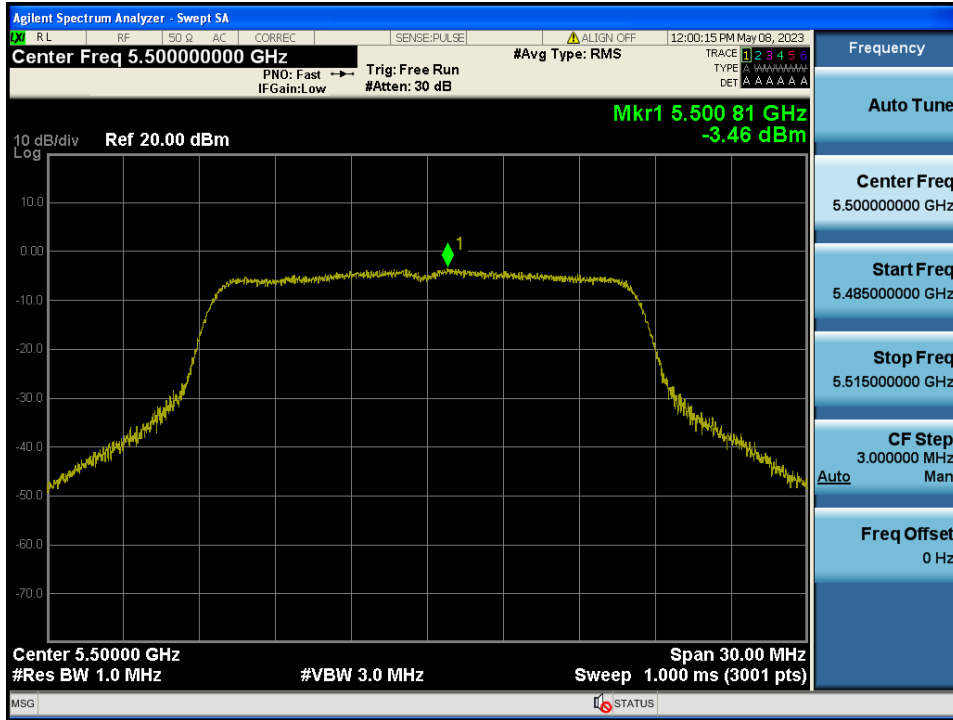 Agilent Spectrum Analyzer - Swept SA
LXI RL RF 50 Ω AC CORREC SENSE:PULSE ALIGN OFF 12:00:15 PM May 08, 2023
Center Freq 5.500000000 GHz
PNO: Fast
IFGain:Low
Trig: Free Run
#Atten: 30 dB
#Avg Type: RMS
TRACE 1 2 3 4 5 6
TYPE A WWWWW
DET A A A A A A
Frequency
Auto Tune
Center Freq
5.500000000 GHz
Start Freq
5.485000000 GHz
Stop Freq
5.515000000 GHz
CF Step
3.000000 MHz
Auto Man
Freq Offset
0 Hz
Mkr1 5.500 81 GHz
-3.46 dBm
10 dB/div Ref 20.00 dBm
Log
10.0
0.00
-10.0
-20.0
-30.0
-40.0
-50.0
-60.0
-70.0
1
Center 5.50000 GHz Span 30.00 MHz
#Res BW 1.0 MHz #VBW 3.0 MHz Sweep 1.000 ms (3001 pts)
MSG STATUS